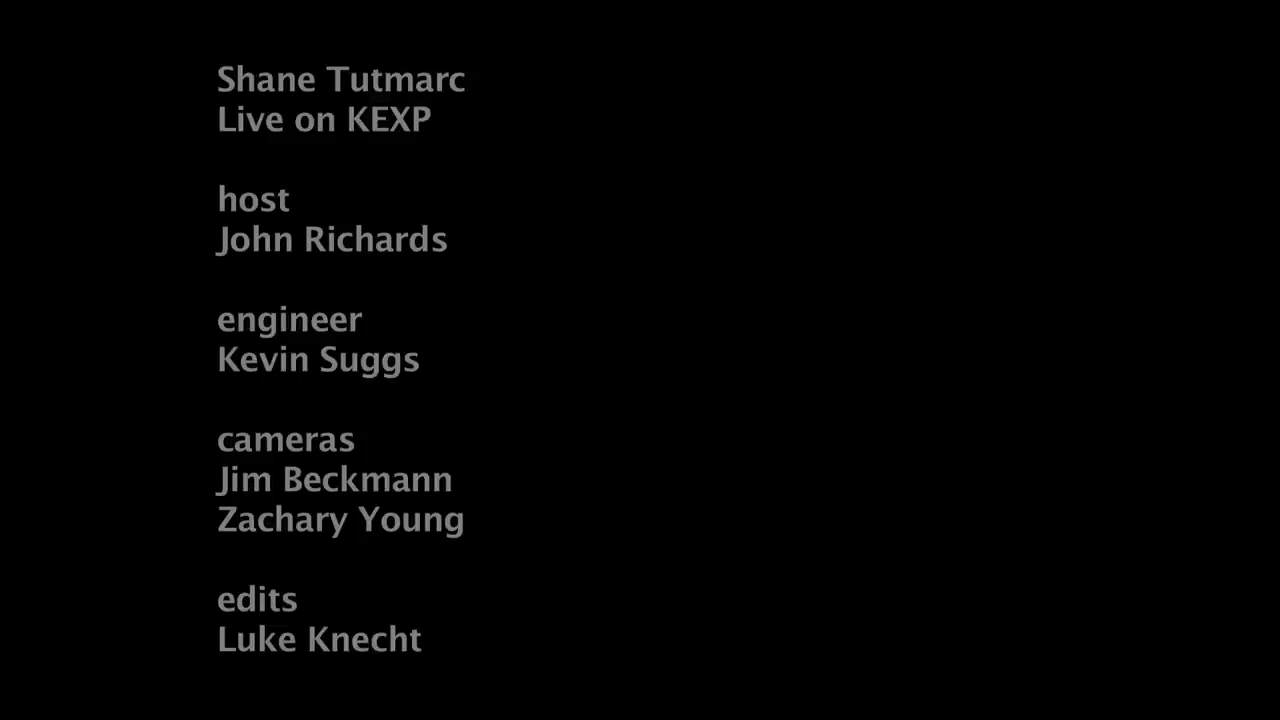 Shane Tutmarc
Live on KEXP
host
John Richards
engineer
Kevin Suggs
cameras
Jim Beckmann
Zachary Young
edits
Luke Knecht